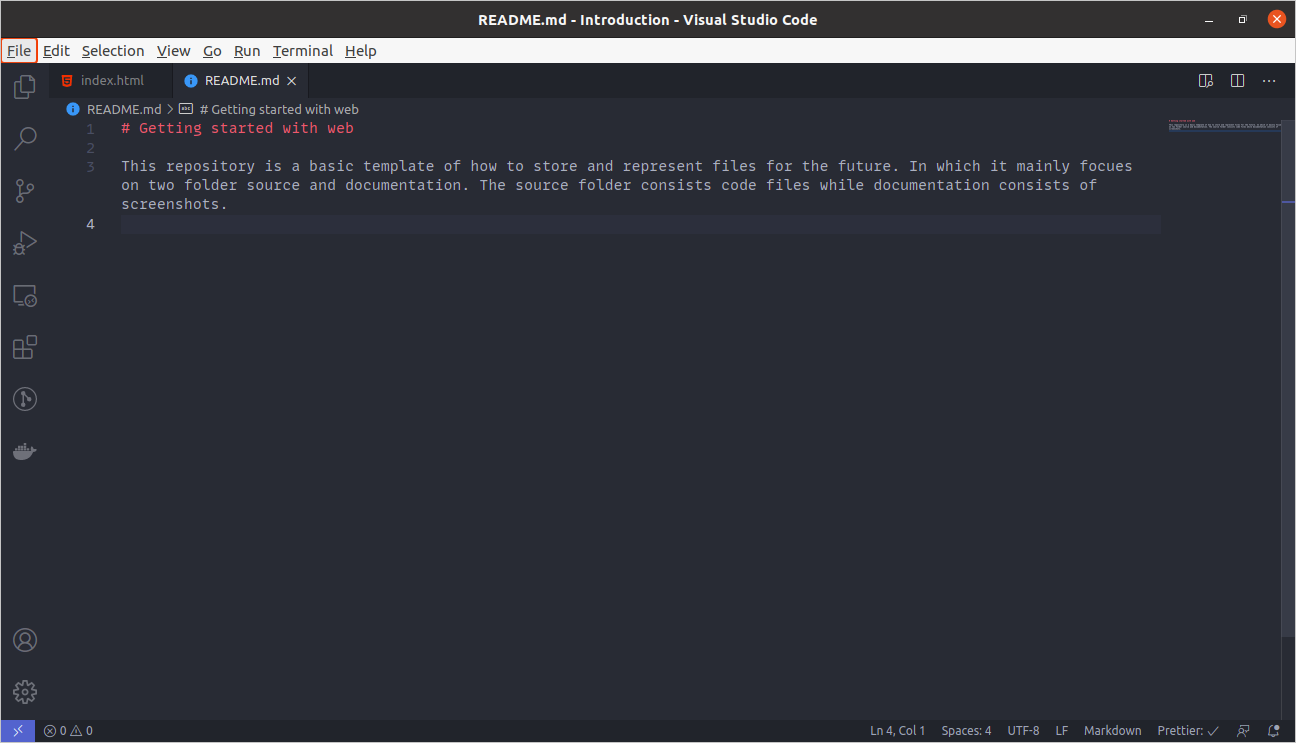 README.md - Introduction - Visual Studio Code
File Edit Selection View Go Run Terminal Help
index.html README.md
README.md > # Getting started with web
1 # Getting started with web
2
3 This repository is a basic template of how to store and represent files for the future. In which it mainly focues
on two folder source and documentation. The source folder consists code files while documentation consists of
screenshots.
4
0 0 Ln 4, Col 1 Spaces: 4 UTF-8 LF Markdown Prettier: ✓